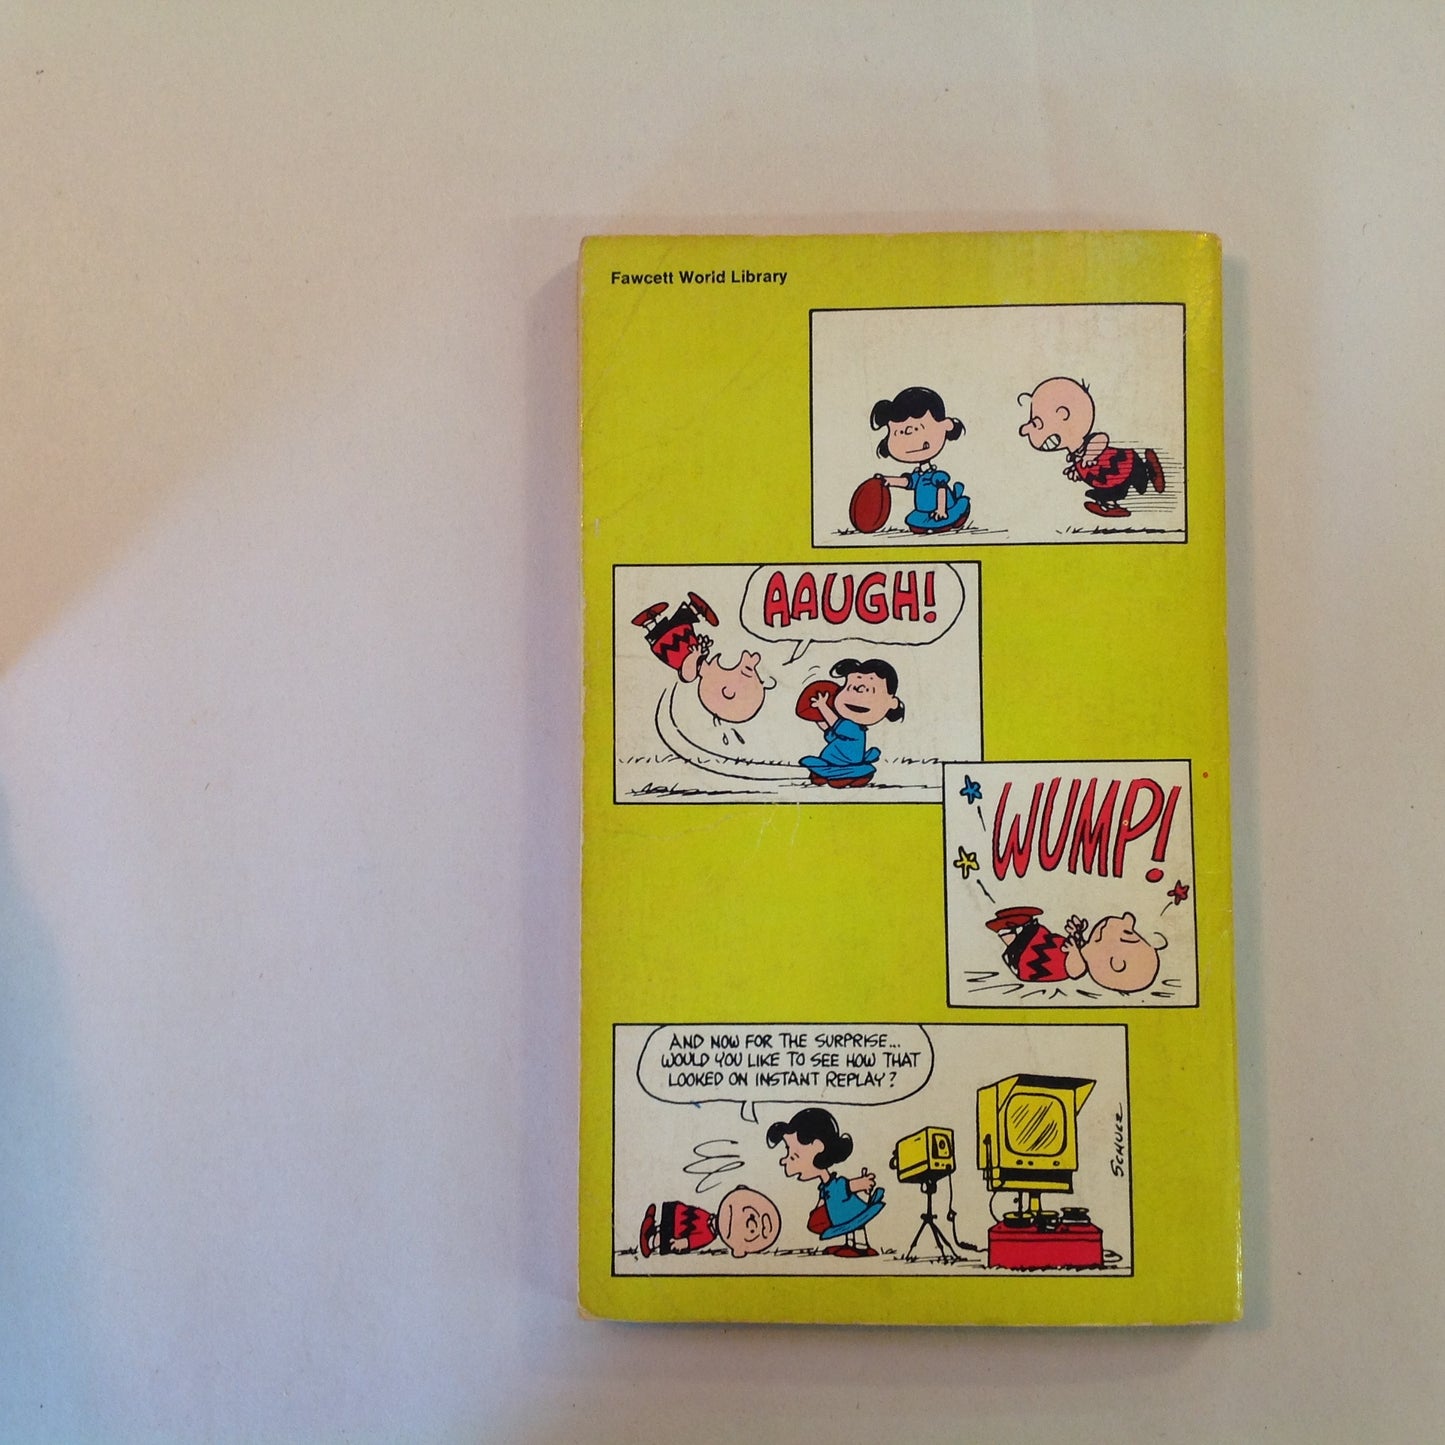 Fawcett World Library
AAUGH!
WUMP!
AND NOW FOR THE SURPRISE...
WOULD YOU LIKE TO SEE HOW THAT
LOOKED ON INSTANT REPLAY?
SCHULZ